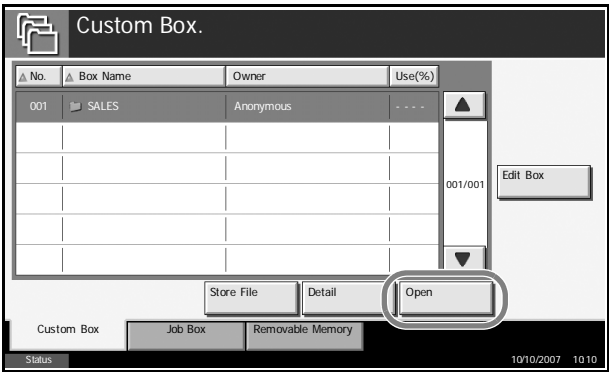 Custom Box.
No. Box Name Owner Use(%)
001 SALES Anonymous - - - -
001/001
Edit Box
Store File Detail Open
Custom Box Job Box Removable Memory
Status 10/10/2007 10:10